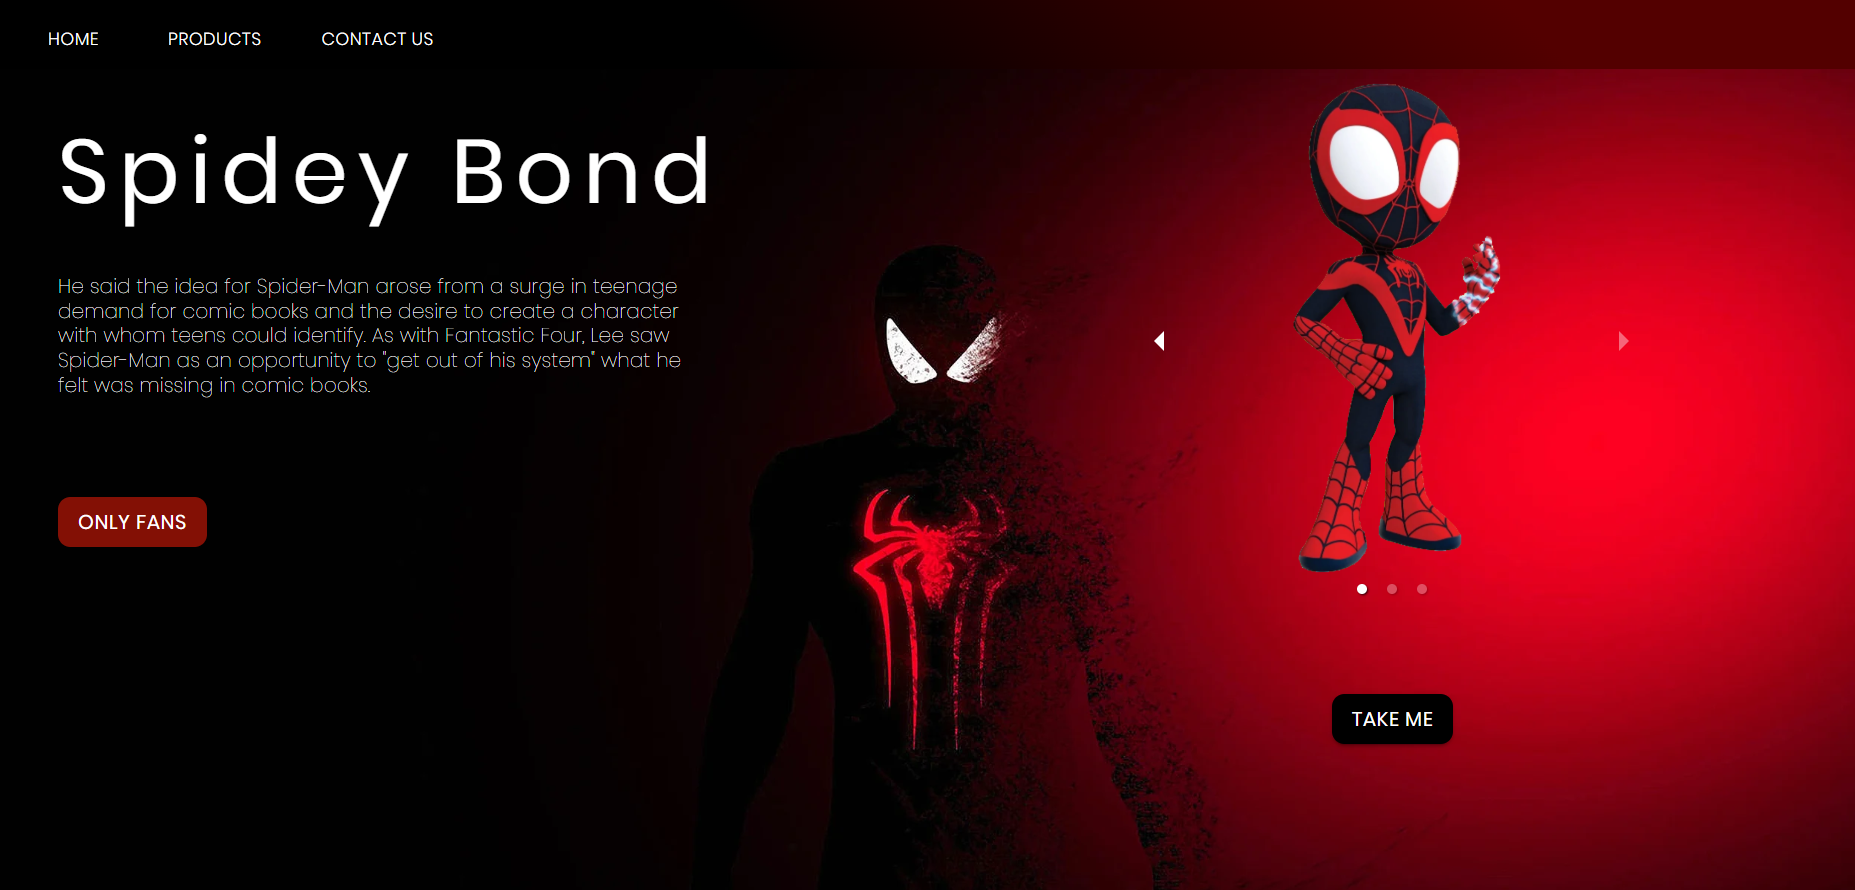 HOME PRODUCTS CONTACT US
Spidey Bond
He said the idea for Spider-Man arose from a surge in teenage
demand for comic books and the desire to create a character
with whom teens could identify. As with Fantastic Four, Lee saw
Spider-Man as an opportunity to "get out of his system" what he
felt was missing in comic books.
ONLY FANS
TAKE ME